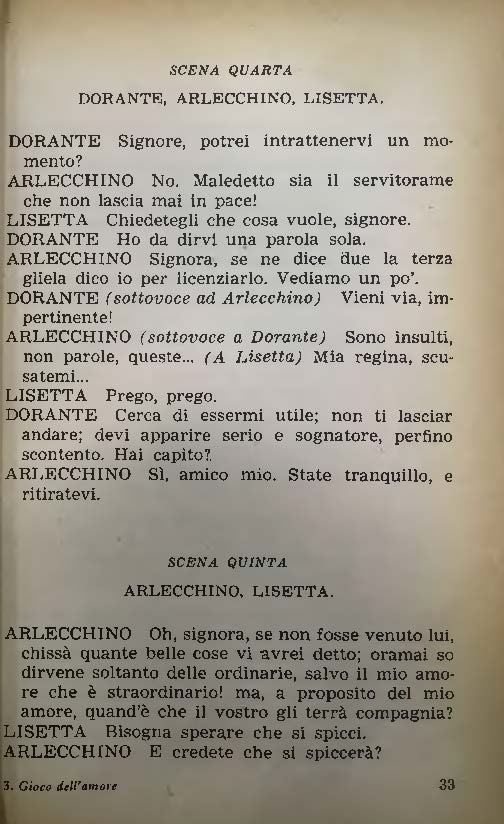 SCENA QUARTA
DORANTE, ARLECCHINO, LISETTA.
DORANTE Signore, potrei intrattenervi un mo-
mento?
ARLECCHINO No. Maledetto sia il servitorame
che non lascia mai in pace!
LISETTA Chiedetegli che cosa vuole, signore.
DORANTE Ho da dirvi una parola sola.
ARLECCHINO Signora, se ne dice due la terza
gliela dico io per licenziarlo. Vediamo un po'.
DORANTE (sottovoce ad Arlecchino) Vieni via, im-
pertinente!
ARLECCHINO (sottovoce a Dorante) Sono insulti,
non parole, queste... (A Lisetta) Mia regina, scu-
satemi...
LISETTA Prego, prego.
DORANTE Cerca di essermi utile; non ti lasciar
andare; devi apparire serio e sognatore, perfino
scontento. Hai capito?
ARLECCHINO Sì, amico mio. State tranquillo, e
ritiratevi.
SCENA QUINTA
ARLECCHINO, LISETTA.
ARLECCHINO Oh, signora, se non fosse venuto lui,
chissà quante belle cose vi avrei detto; oramai so
dirvene soltanto delle ordinarie, salvo il mio amo-
re che è straordinario! ma, a proposito del mio
amore, quand'è che il vostro gli terrà compagnia?
LISETTA Bisogna sperare che si spicci.
ARLECCHINO E credete che si spiccerà?
3. Gioco dell'amore 33